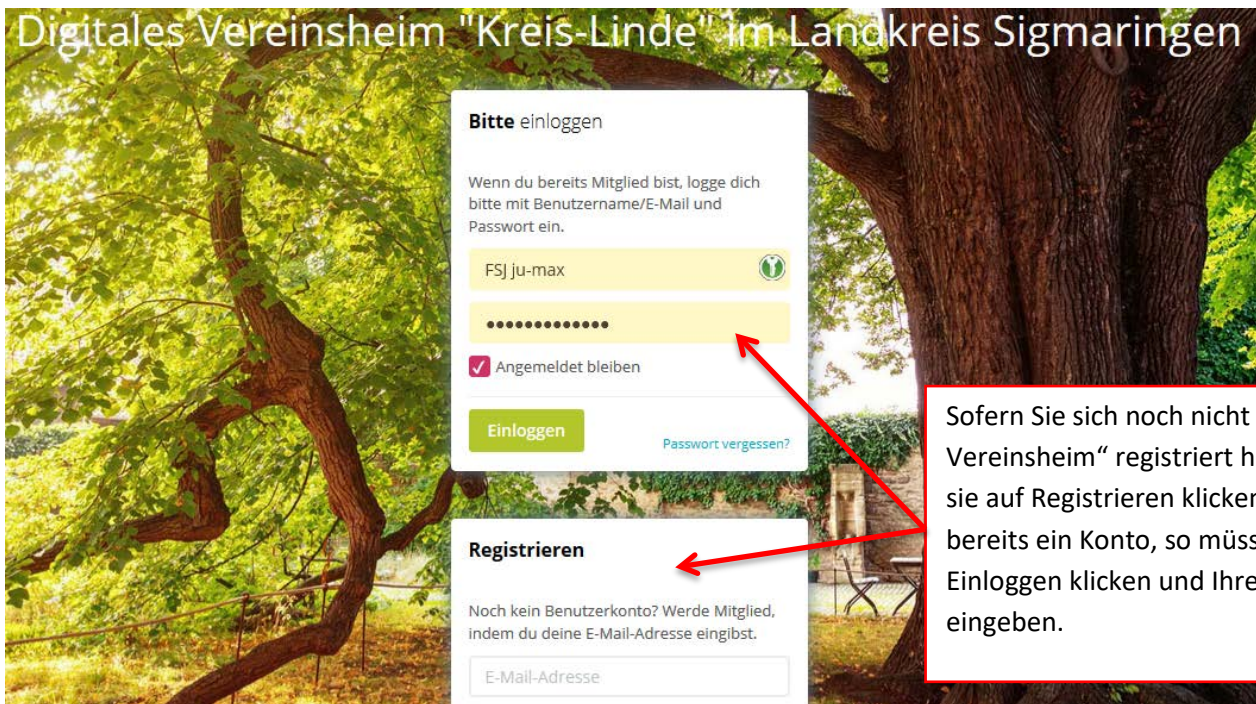 Digitales Vereinsheim "Kreis-Linde" im Landkreis Sigmaringen
Bitte einloggen
Wenn du bereits Mitglied bist, logge dich
bitte mit Benutzername/E-Mail und
Passwort ein.
FSJ ju-max
•••••••••••••
Angemeldet bleiben
Einloggen
Passwort vergessen?
Registrieren
Noch kein Benutzerkonto? Werde Mitglied,
indem du deine E-Mail-Adresse eingibst.
E-Mail-Adresse
Sofern Sie sich noch nicht
Vereinsheim“ registriert h
sie auf Registrieren klicken
bereits ein Konto, so müss
Einloggen klicken und Ihre
eingeben.